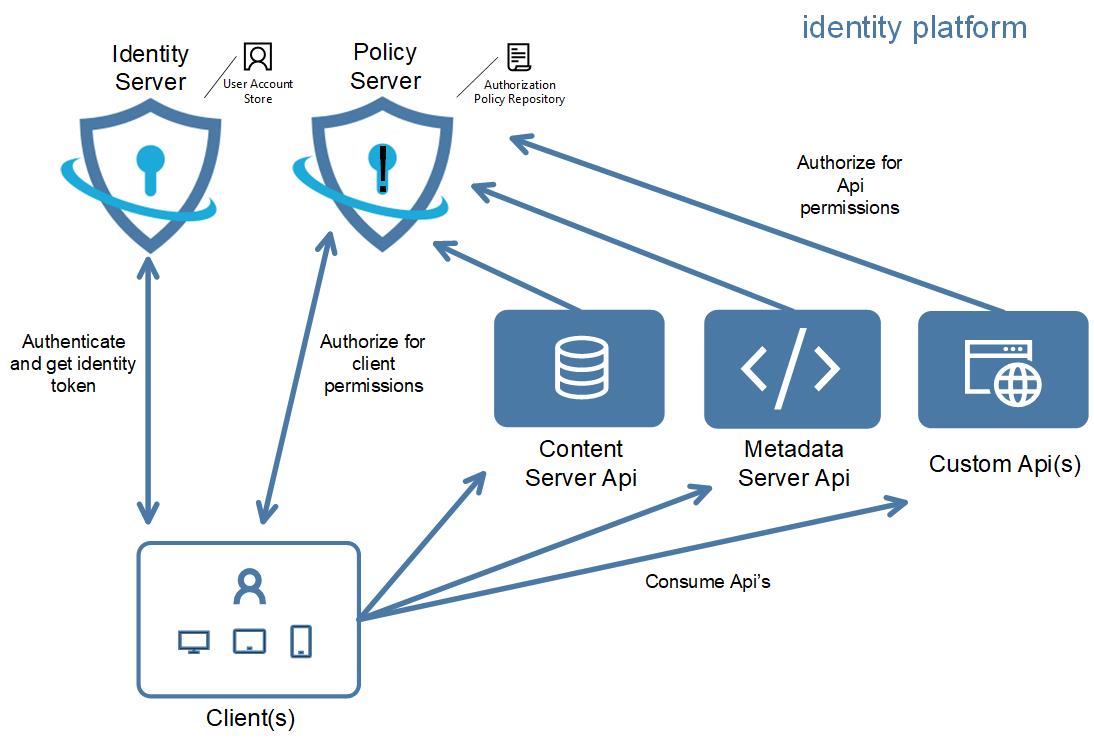 identity platform
Identity
Server
User Account
Store
Policy
Server
Authorization
Policy Repository
Authorize for
Api
permissions
Authenticate
and get identity
token
Authorize for
client
permissions
Content
Server Api
Metadata
Server Api
Custom Api(s)
Consume Api’s
Client(s)